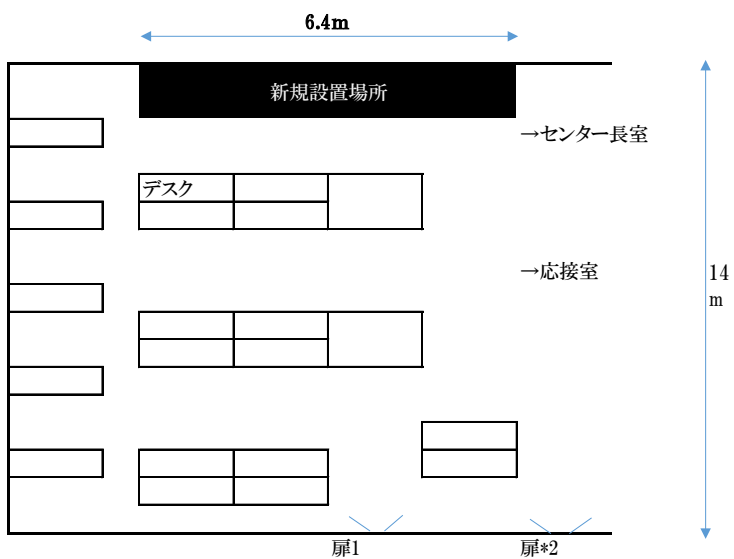 6.4m
新規設置場所
→センター長室
デスク
→応接室
14
m
扉1
扉*2